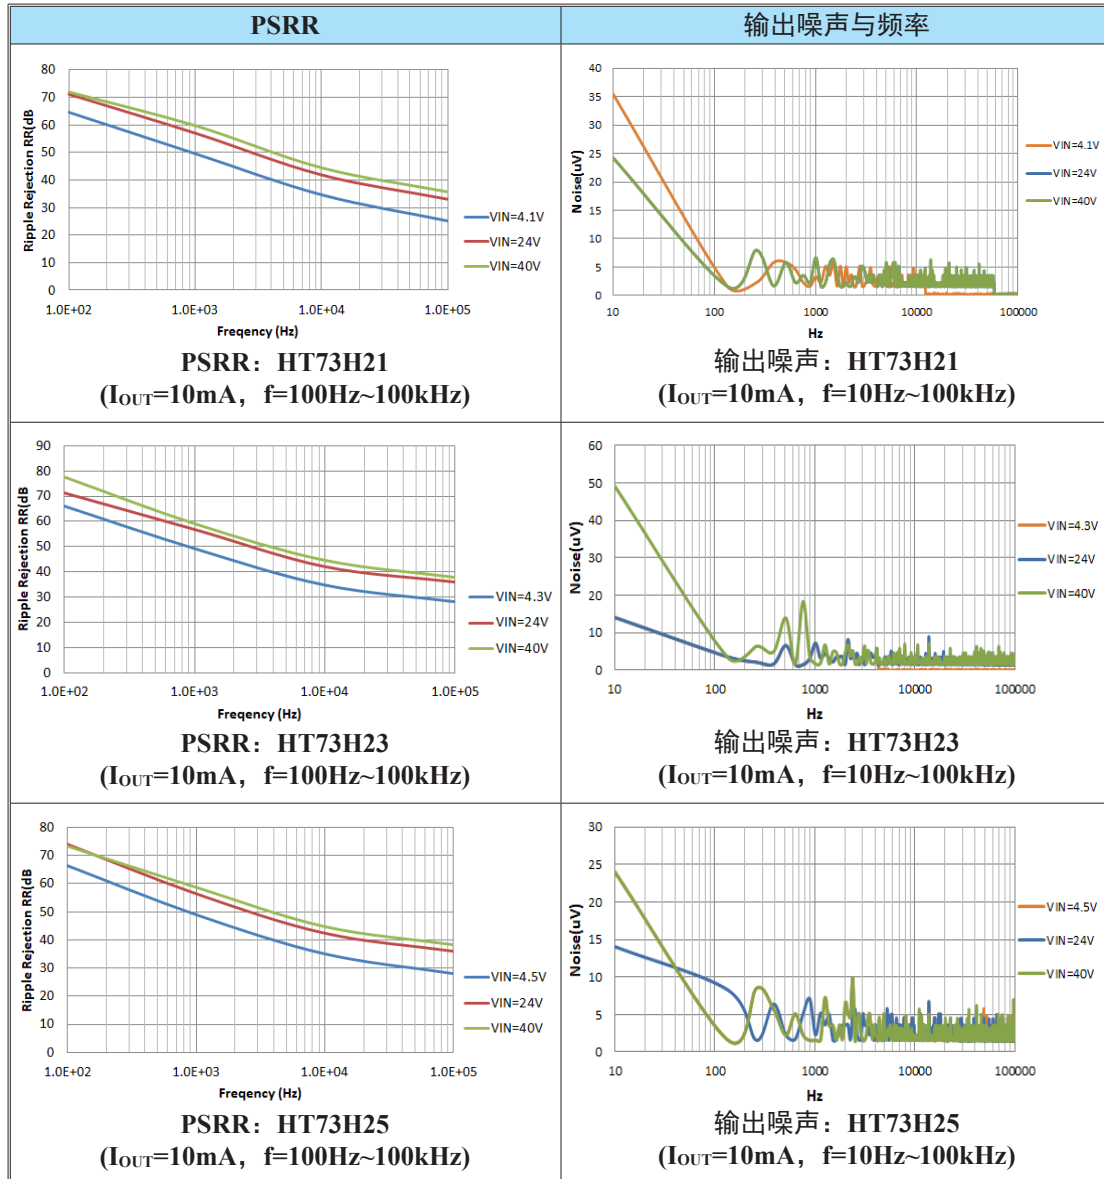 PSRR
输出噪声与频率
80
70
60
50
40
30
20
10
0
Ripple Rejection RR(dB
1.0E+02
1.0E+03
1.0E+04
1.0E+05
Freqency (Hz)
VIN=4.1V
VIN=24V
VIN=40V
PSRR：HT73H21
(IOUT=10mA，f=100Hz~100kHz)
40
35
30
25
20
15
10
5
0
Noise(uV)
10
100
1000
10000
100000
Hz
VIN=4.1V
VIN=24V
VIN=40V
输出噪声：HT73H21
(IOUT=10mA，f=10Hz~100kHz)
90
80
70
60
50
40
30
20
10
0
Ripple Rejection RR(dB
1.0E+02
1.0E+03
1.0E+04
1.0E+05
Freqency (Hz)
VIN=4.3V
VIN=24V
VIN=40V
PSRR：HT73H23
(IOUT=10mA，f=100Hz~100kHz)
60
50
40
30
20
10
0
Noise(uV)
10
100
1000
10000
100000
Hz
VIN=4.3V
VIN=24V
VIN=40V
输出噪声：HT73H23
(IOUT=10mA，f=10Hz~100kHz)
80
70
60
50
40
30
20
10
0
Ripple Rejection RR(dB
1.0E+02
1.0E+03
1.0E+04
1.0E+05
Freqency (Hz)
VIN=4.5V
VIN=24V
VIN=40V
PSRR：HT73H25
(IOUT=10mA，f=100Hz~100kHz)
30
25
20
15
10
5
0
Noise(uV)
10
100
1000
10000
100000
Hz
VIN=4.5V
VIN=24V
VIN=40V
输出噪声：HT73H25
(IOUT=10mA，f=10Hz~100kHz)